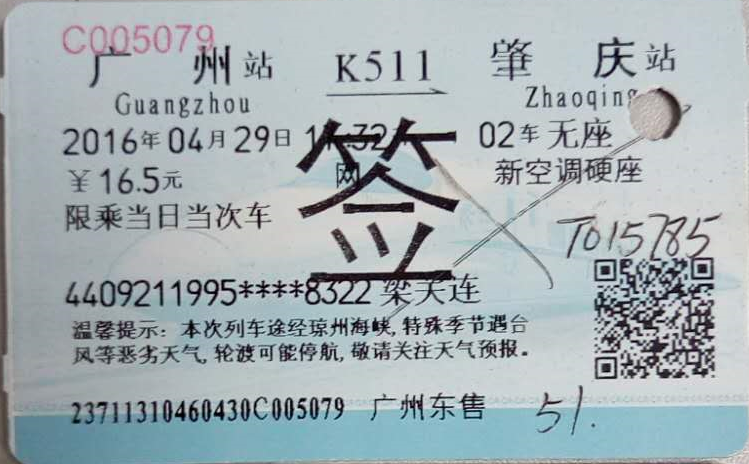 C005079
广州站 K511 肇庆站
Guangzhou Zhaoqing
2016年04月29日 02车无座
￥16.5元 网 新空调硬座
限乘当日当次车
签
T015785
4409211995****8322 梁天连
温馨提示：本次列车途经琼州海峡,特殊季节遇台
风等恶劣天气,轮渡可能停航,敬请关注天气预报。
23711310460430C005079 广州东售
51.